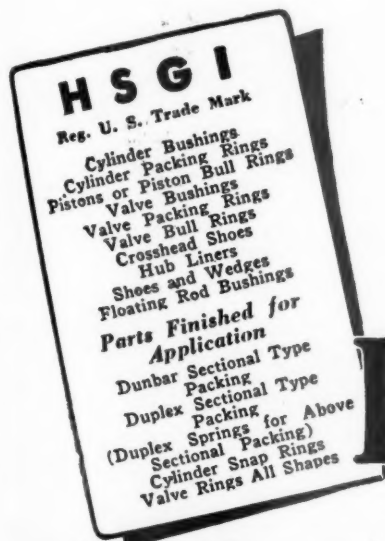 HSGI
Reg. U. S. Trade Mark
Cylinder Bushings
Cylinder Packing Rings
Pistons or Piston Bull Rings
Valve Bushings
Valve Packing Rings
Valve Bull Rings
Crosshead Shoes
Hub Liners
Shoes and Wedges
Floating Rod Bushings
Parts Finished for
Application
Dunbar Sectional Type
Packing
Duplex Sectional Type
Packing
(Duplex Springs for Above
Sectional Packing)
Cylinder Snap Rings
Valve Rings All Shapes